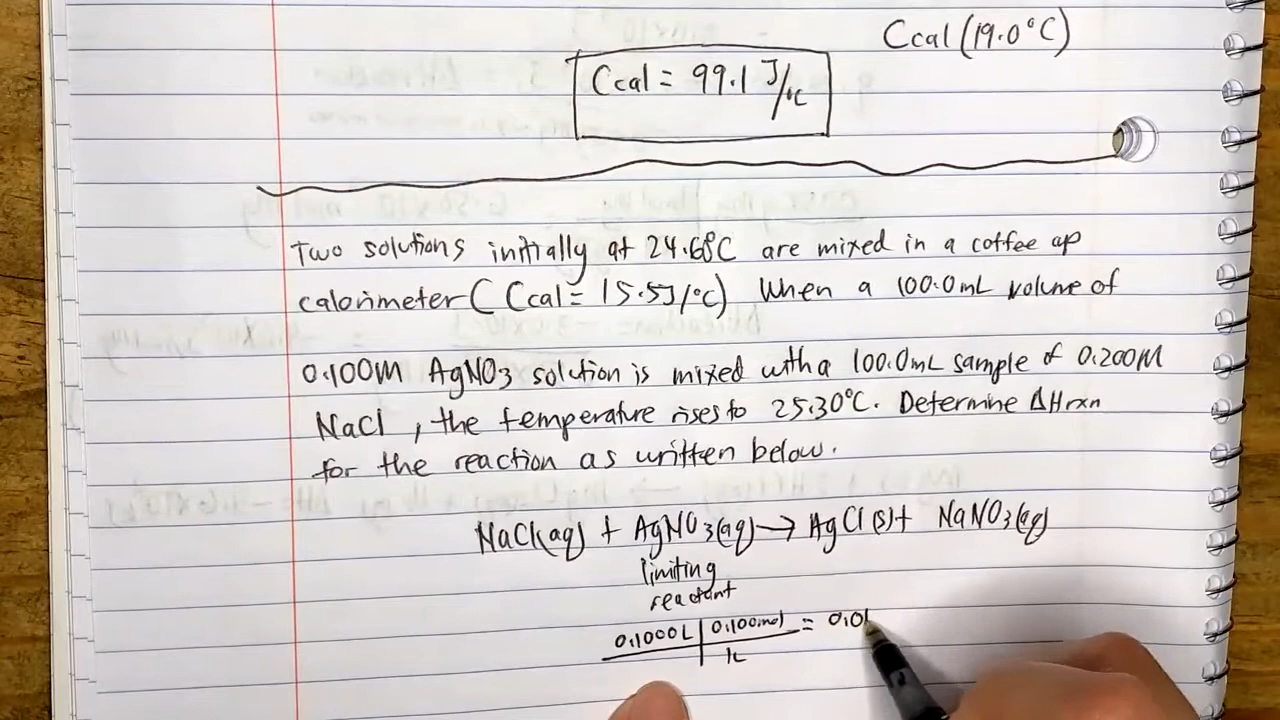 Ccal (19.0°C)
Ccal = 99.1 J/°C
Two solutions initially at 24.60°C are mixed in a coffee cup
calorimeter ( Ccal = 15.5J/°C) When a 100.0mL volume of
0.100M AgNO3 solution is mixed with a 100.0mL sample of 0.200M
NaCl, the temperature rises to 25.30°C. Determine ΔHrxn
for the reaction as written below.
NaCl(aq) + AgNO3(aq) → AgCl(s) + NaNO3(aq)
limiting
reactant
0.1000L | 0.100mol = 0.01
1L